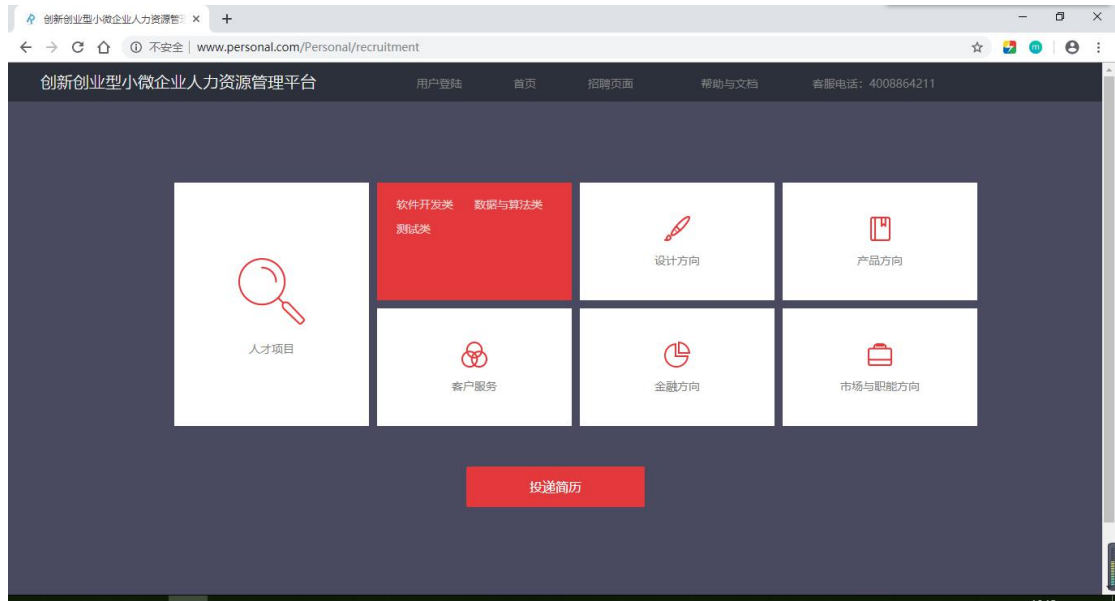 创新创业型小微企业人力资源管
不安全 | www.personal.com/Personal/recruitment
创新创业型小微企业人力资源管理平台 用户登陆 首页 招聘页面 帮助与文档 客服电话：4008864211
软件开发类 数据与算法类
测试类
设计方向
产品方向
人才项目
客户服务
金融方向
市场与职能方向
投递简历